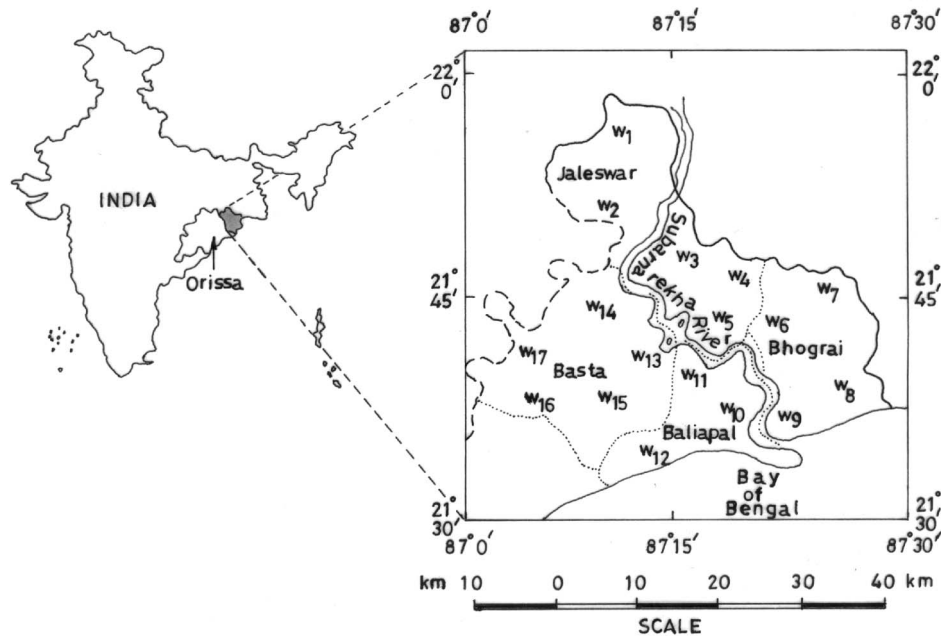 INDIA
Orissa
87°0' 87°15' 87°30'
22°0' 22°0'
W1
Jaleswar
W2
Subarna rekha River
W3
W4
W7
21°45' 21°45'
W14
W5
W6
Bhograi
W17
W13
Basta
W11
W8
W16
W15
W10
W9
Baliapal
W12
Bay
of
Bengal
21°30' 21°30'
87°0' 87°15' 87°30'
km 10 0 10 20 30 40 km
SCALE